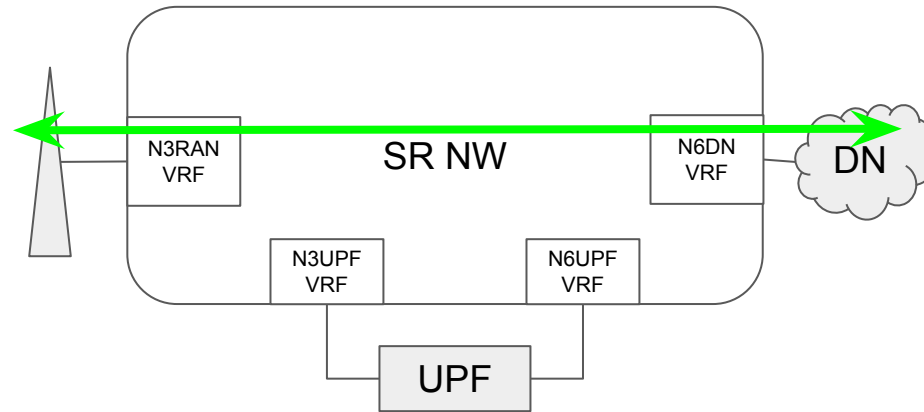 N3RAN
VRF
SR NW
N6DN
VRF
DN
N3UPF
VRF
N6UPF
VRF
UPF